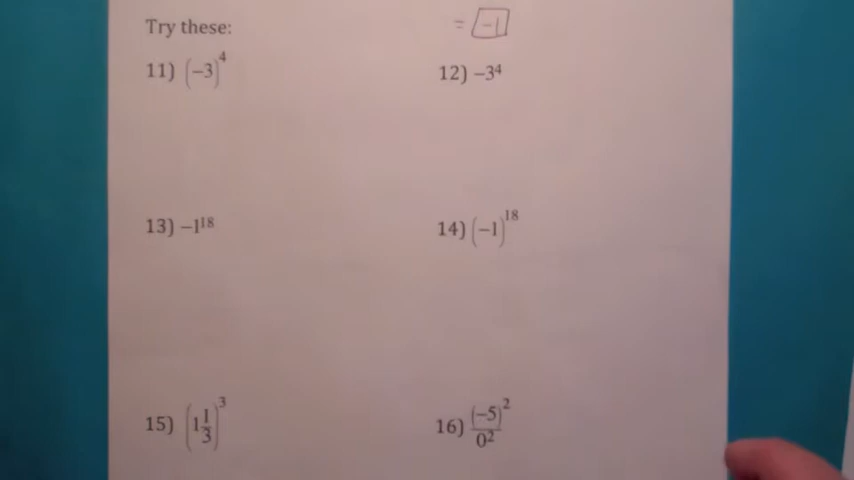 Try these: = -1
11) (−3)⁴ 12) −3⁴
13) −1¹⁸ 14) (−1)¹⁸
15) (1 1/3)³ 16) (−5)²/0²